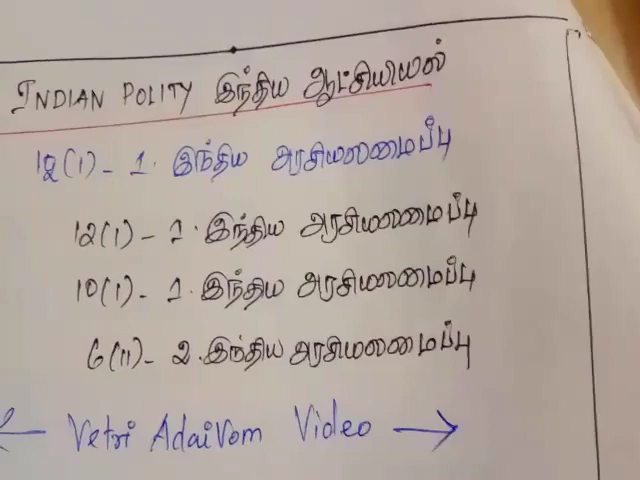 INDIAN POLITY இந்திய ஆட்சியியல்
12(1) - 1. இந்திய அரசியலமைப்பு
12(1) - 1. இந்திய அரசியலமைப்பு
10(1) - 1. இந்திய அரசியலமைப்பு
6(11) - 2. இந்திய அரசியலமைப்பு
← Vetri Adaivom Video →